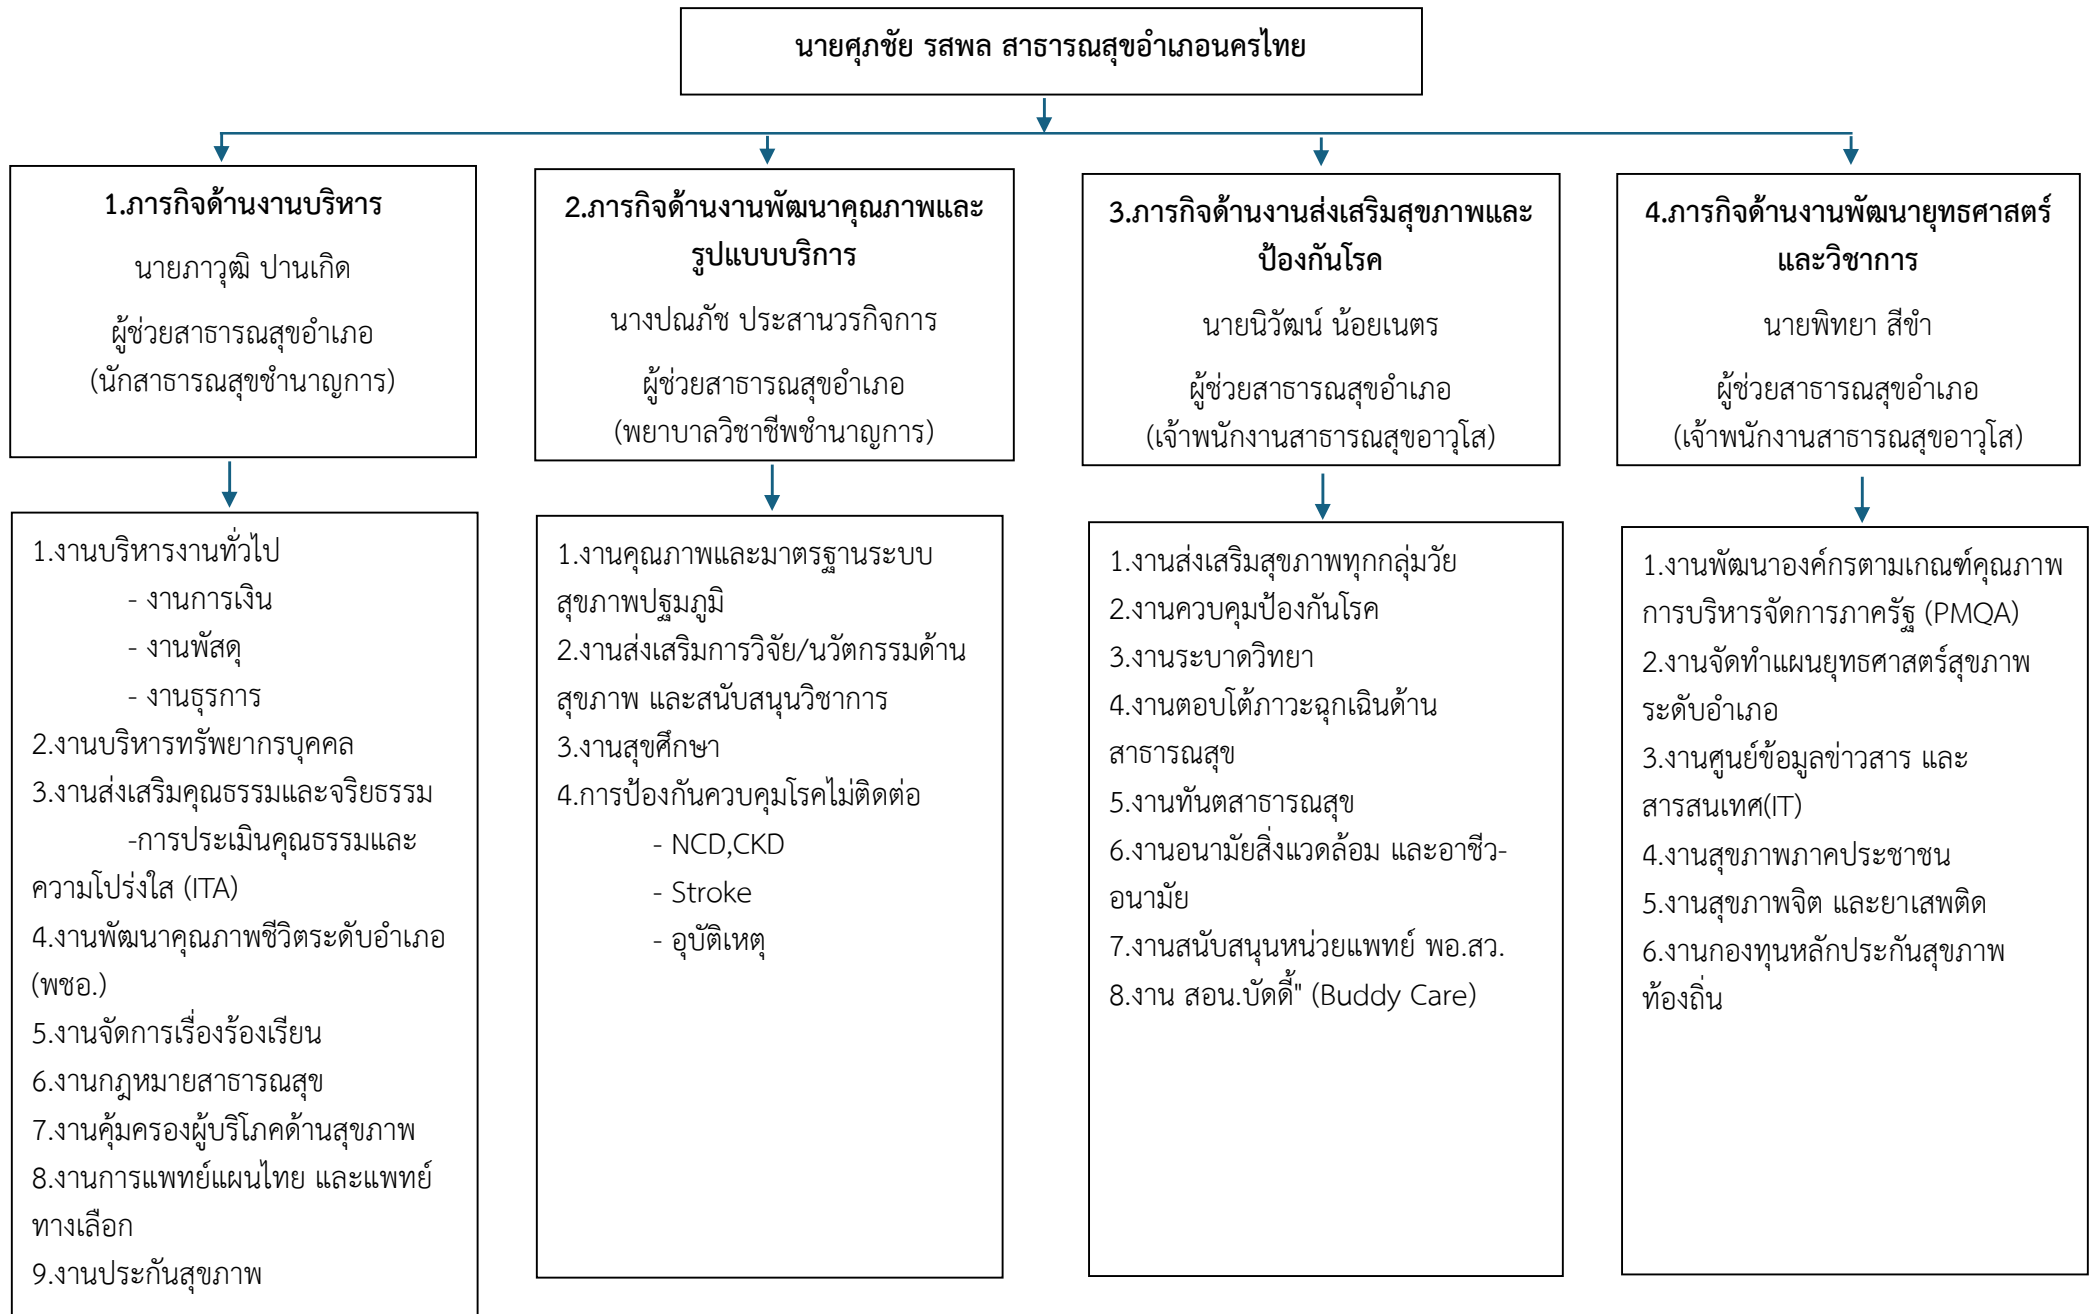 นายศุภชัย รสพล สาธารณสุขอำเภอนครไทย
1.ภารกิจด้านงานบริหาร
นายภาวุฒิ ปานเกิด
ผู้ช่วยสาธารณสุขอำเภอ
(นักสาธารณสุขชำนาญการ)
2.ภารกิจด้านงานพัฒนาคุณภาพและ
รูปแบบบริการ
นางปณภัช ประสานวรกิจการ
ผู้ช่วยสาธารณสุขอำเภอ
(พยาบาลวิชาชีพชำนาญการ)
3.ภารกิจด้านงานส่งเสริมสุขภาพและ
ป้องกันโรค
นายนิวัฒน์ น้อยเนตร
ผู้ช่วยสาธารณสุขอำเภอ
(เจ้าพนักงานสาธารณสุขอาวุโส)
4.ภารกิจด้านงานพัฒนายุทธศาสตร์
และวิชาการ
นายพิทยา สีขำ
ผู้ช่วยสาธารณสุขอำเภอ
(เจ้าพนักงานสาธารณสุขอาวุโส)
1.งานบริหารงานทั่วไป
- งานการเงิน
- งานพัสดุ
- งานธุรการ
2.งานบริหารทรัพยากรบุคคล
3.งานส่งเสริมคุณธรรมและจริยธรรม
-การประเมินคุณธรรมและ
ความโปร่งใส (ITA)
4.งานพัฒนาคุณภาพชีวิตระดับอำเภอ
(พชอ.)
5.งานจัดการเรื่องร้องเรียน
6.งานกฎหมายสาธารณสุข
7.งานคุ้มครองผู้บริโภคด้านสุขภาพ
8.งานการแพทย์แผนไทย และแพทย์
ทางเลือก
9.งานประกันสุขภาพ
1.งานคุณภาพและมาตรฐานระบบ
สุขภาพปฐมภูมิ
2.งานส่งเสริมการวิจัย/นวัตกรรมด้าน
สุขภาพ และสนับสนุนวิชาการ
3.งานสุขศึกษา
4.การป้องกันควบคุมโรคไม่ติดต่อ
- NCD,CKD
- Stroke
- อุบัติเหตุ
1.งานส่งเสริมสุขภาพทุกกลุ่มวัย
2.งานควบคุมป้องกันโรค
3.งานระบาดวิทยา
4.งานตอบโต้ภาวะฉุกเฉินด้าน
สาธารณสุข
5.งานทันตสาธารณสุข
6.งานอนามัยสิ่งแวดล้อม และอาชีว-
อนามัย
7.งานสนับสนุนหน่วยแพทย์ พอ.สว.
8.งาน สอน.บัดดี้" (Buddy Care)
1.งานพัฒนาองค์กรตามเกณฑ์คุณภาพ
การบริหารจัดการภาครัฐ (PMQA)
2.งานจัดทำแผนยุทธศาสตร์สุขภาพ
ระดับอำเภอ
3.งานศูนย์ข้อมูลข่าวสาร และ
สารสนเทศ(IT)
4.งานสุขภาพภาคประชาชน
5.งานสุขภาพจิต และยาเสพติด
6.งานกองทุนหลักประกันสุขภาพ
ท้องถิ่น